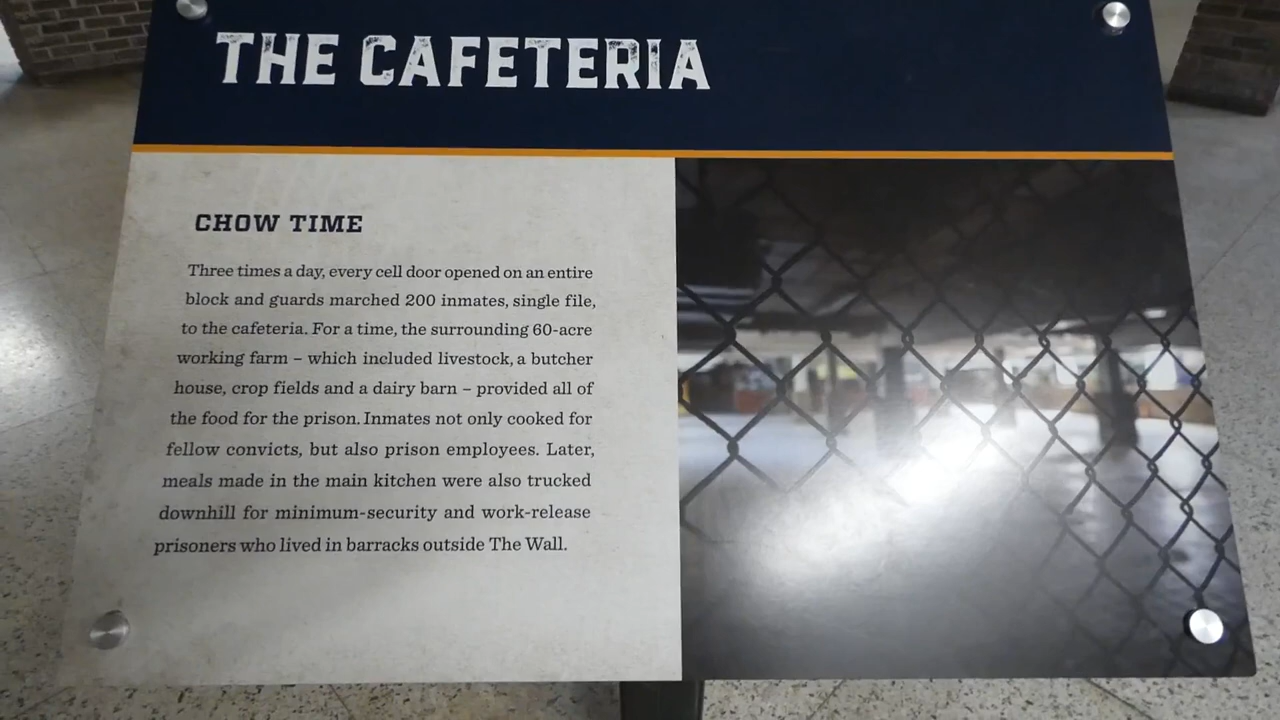 THE CAFETERIA
CHOW TIME
Three times a day, every cell door opened on an entire
block and guards marched 200 inmates, single file,
to the cafeteria. For a time, the surrounding 60-acre
working farm – which included livestock, a butcher
house, crop fields and a dairy barn – provided all of
the food for the prison. Inmates not only cooked for
fellow convicts, but also prison employees. Later,
meals made in the main kitchen were also trucked
downhill for minimum-security and work-release
prisoners who lived in barracks outside The Wall.